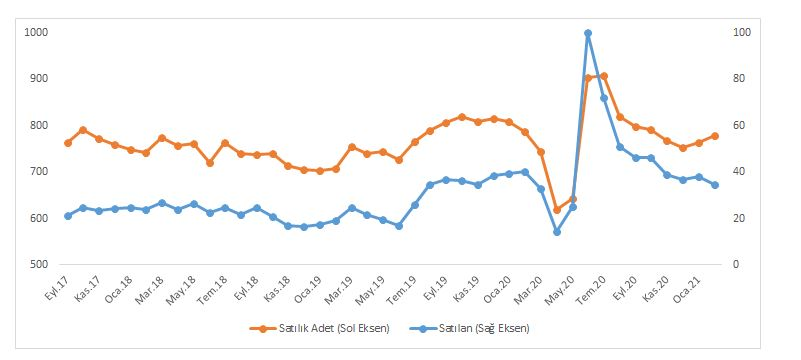 1000
900
800
700
600
500
100
80
60
40
20
0
Eyl.17
Kas.17
Oca.18
Mar.18
May.18
Tem.18
Eyl.18
Kas.18
Oca.19
Mar.19
May.19
Tem.19
Eyl.19
Kas.19
Oca.20
Mar.20
May.20
Tem.20
Eyl.20
Kas.20
Oca.21
Satılık Adet (Sol Eksen)
Satılan (Sağ Eksen)